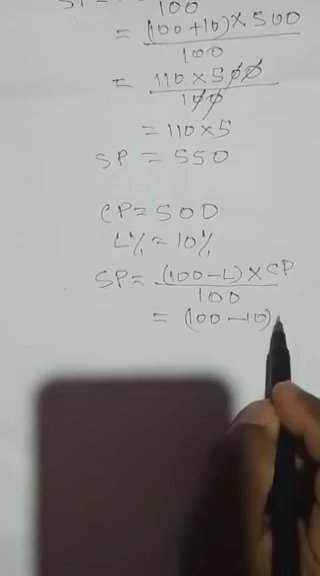 100
= (100+10)×500
100
= 110×500
100
= 110×5
SP = 550
CP = 500
L% = 10%
SP = (100-L)×CP
100
= (100-10)